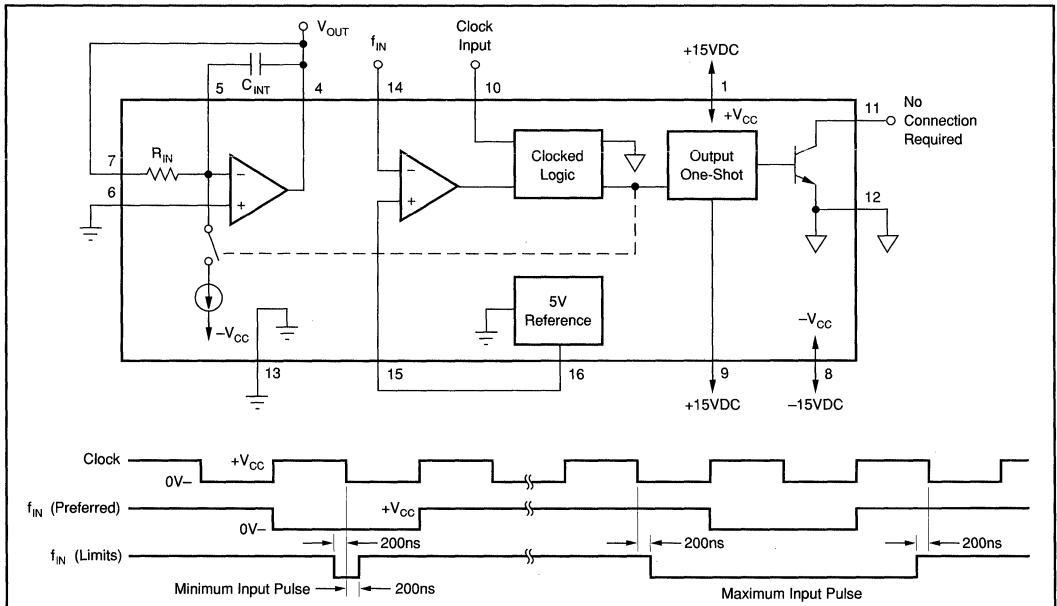 V_OUT
f_IN
Clock
Input
+15VDC
C_INT
5
4
14
10
1
11
No
Connection
Required
+V_CC
7
R_IN
−
+
6
−
+
Clocked
Logic
Output
One-Shot
12
5V
Reference
−V_CC
−V_CC
13
15
16
9
8
+15VDC
−15VDC
Clock
+V_CC
0V–
f_IN (Preferred)
+V_CC
0V–
200ns
200ns
200ns
f_IN (Limits)
Minimum Input Pulse
200ns
Maximum Input Pulse